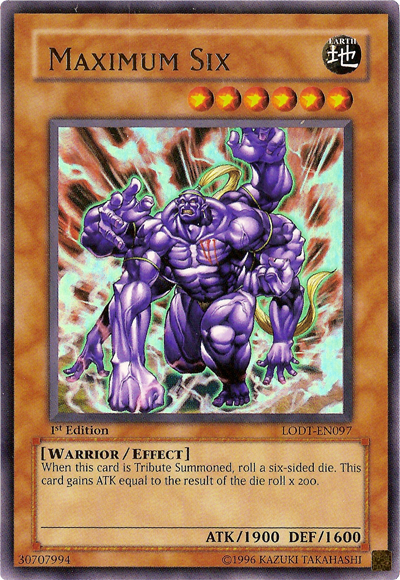 Maximum Six
EARTH
地
1st Edition
LODT-EN097
[Warrior/Effect]
When this card is Tribute Summoned, roll a six-sided die. This
card gains ATK equal to the result of the die roll x 200.
ATK/1900 DEF/1600
30707994
©1996 KAZUKI TAKAHASHI